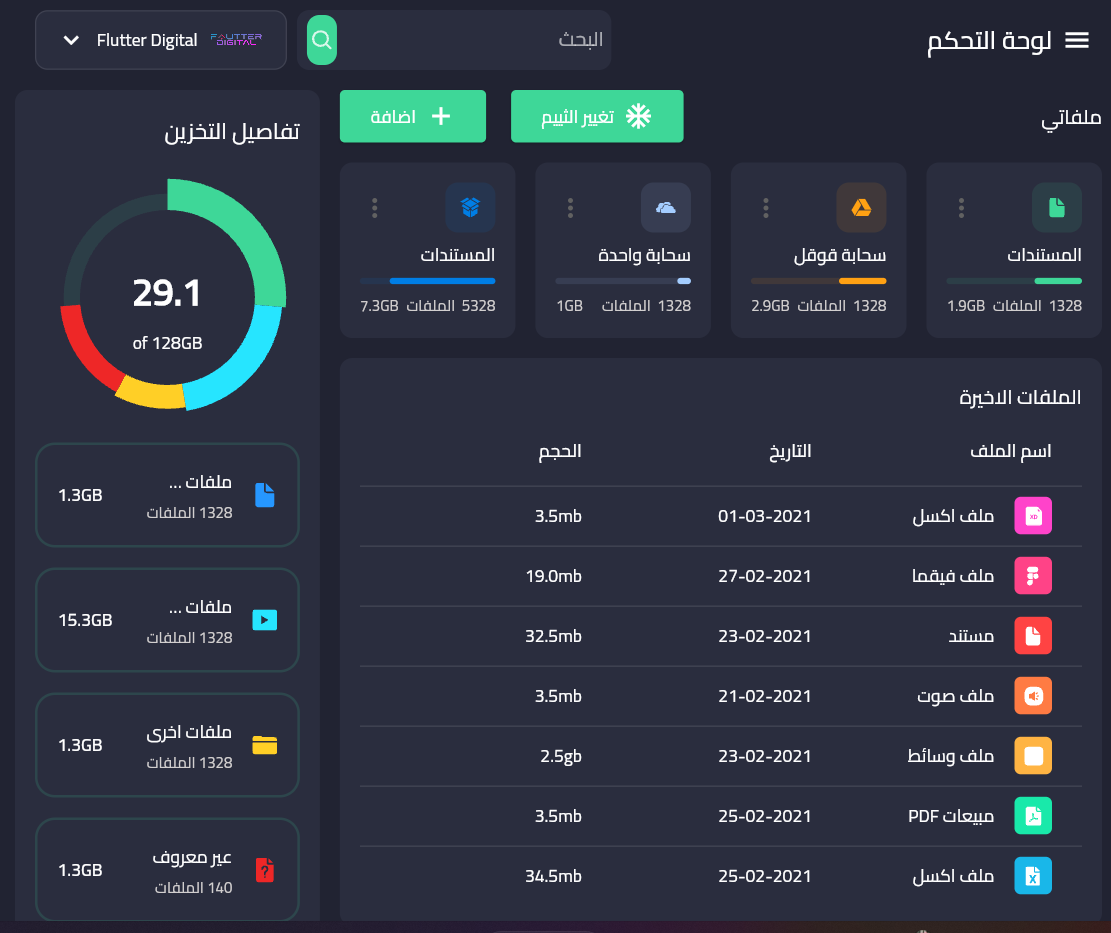 لوحة التحكم
البحث
FLUTTER DIGITAL
Flutter Digital
ملفاتي
تغيير الثييم
اضافة
المستندات
1328 الملفات 1.9GB
سحابة قوقل
1328 الملفات 2.9GB
سحابة واحدة
1328 الملفات 1GB
المستندات
5328 الملفات 7.3GB
الملفات الاخيرة
اسم الملف التاريخ الحجم
XD ملف اكسل 01-03-2021 3.5mb
ملف فيقما 27-02-2021 19.0mb
مستند 23-02-2021 32.5mb
ملف صوت 21-02-2021 3.5mb
ملف وسائط 23-02-2021 2.5gb
مبيعات PDF 25-02-2021 3.5mb
X ملف اكسل 25-02-2021 34.5mb
تفاصيل التخزين
29.1
of 128GB
ملفات ...
1328 الملفات
1.3GB
ملفات ...
1328 الملفات
15.3GB
ملفات اخرى
1328 الملفات
1.3GB
?
عير معروف
140 الملفات
1.3GB